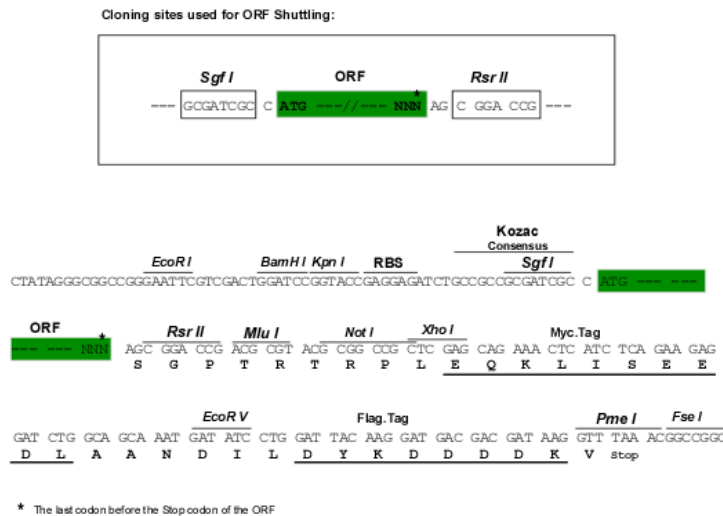 Cloning sites used for ORF Shuttling:
Sgf I ORF Rsr II
*
--- GCGATCGC C ATG ---//--- NNN AG C GGA CCG ---
Kozac
Consensus
EcoR I BamH I Kpn I RBS Sgf I
CTATAGGGCGGCCGGGAATTCGTCGACTGGATCCGGTACCGAGGAGATCTGCCGCCGCGATCGC C ATG --- ---
ORF * Rsr II Mlu I Not I Xho I Myc.Tag
--- --- NNN AGC GGA CCG ACG CGT ACG CGG CCG CTC GAG CAG AAA CTC ATC TCA GAA GAG
S G P T R T R P L E Q K L I S E E
EcoR V Flag.Tag Pme I Fse I
GAT CTG GCA GCA AAT GAT ATC CTG GAT TAC AAG GAT GAC GAC GAT AAG GTT TAA ACGGCCGGC
D L A A N D I L D Y K D D D D K V Stop
* The last codon before the Stop codon of the ORF